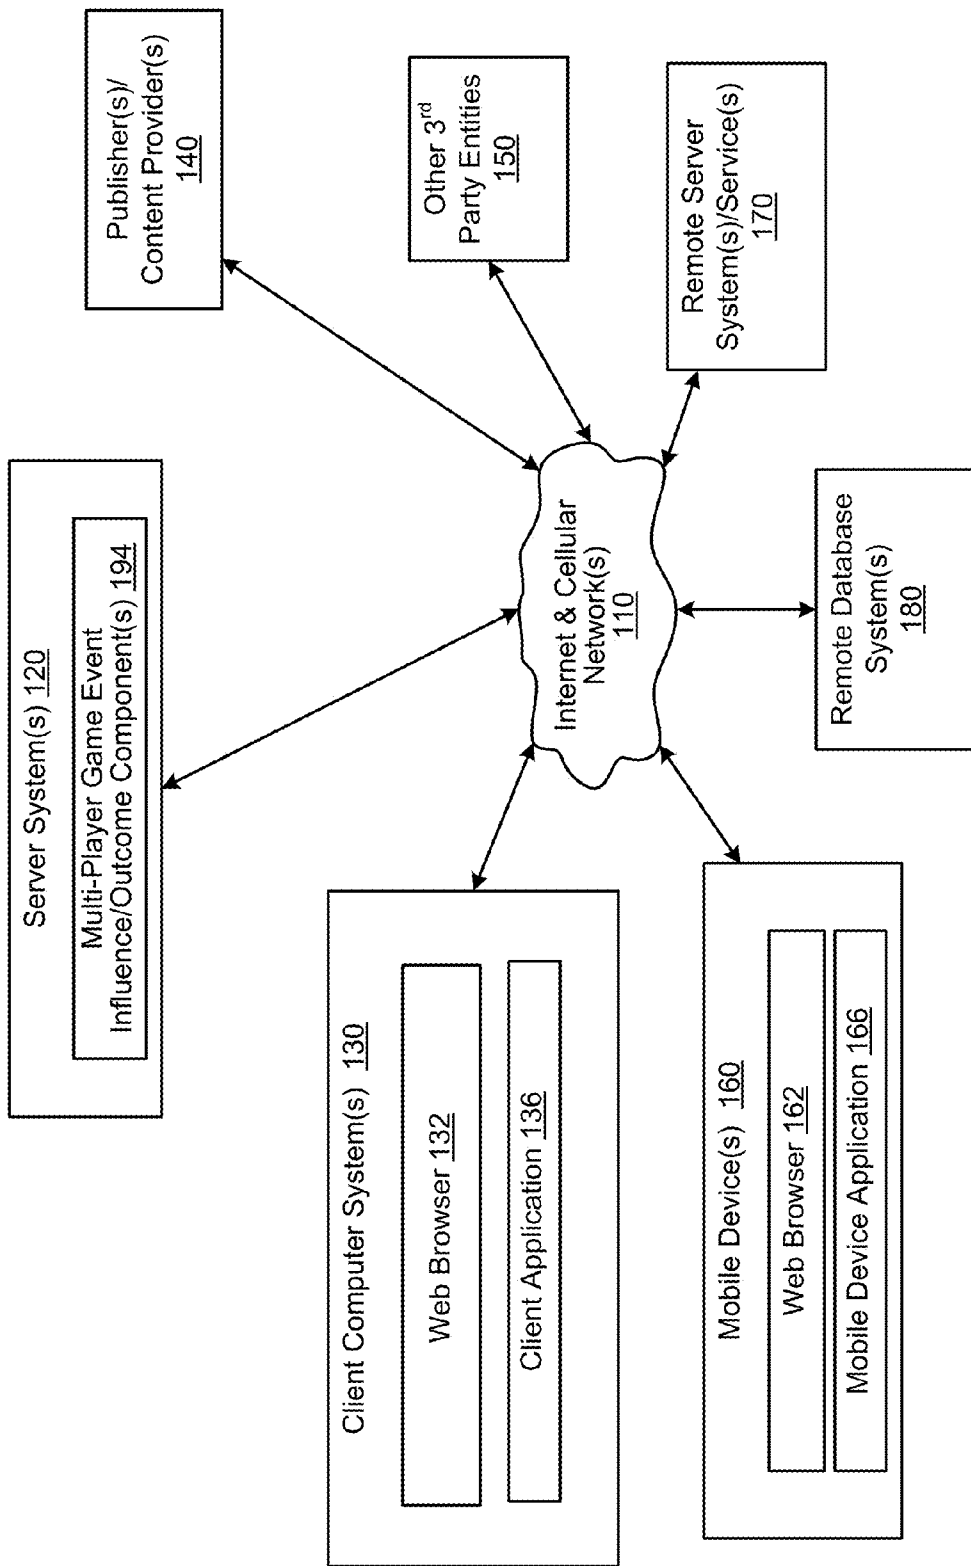 Server System(s) 120
Multi-Player Game Event
Influence/Outcome Component(s) 194
Publisher(s)/
Content Provider(s)
140
Client Computer System(s) 130
Web Browser 132
Client Application 136
Internet & Cellular
Network(s)
110
Other 3rd
Party Entities
150
Mobile Device(s) 160
Web Browser 162
Mobile Device Application 166
Remote Database
System(s)
180
Remote Server
System(s)/Service(s)
170